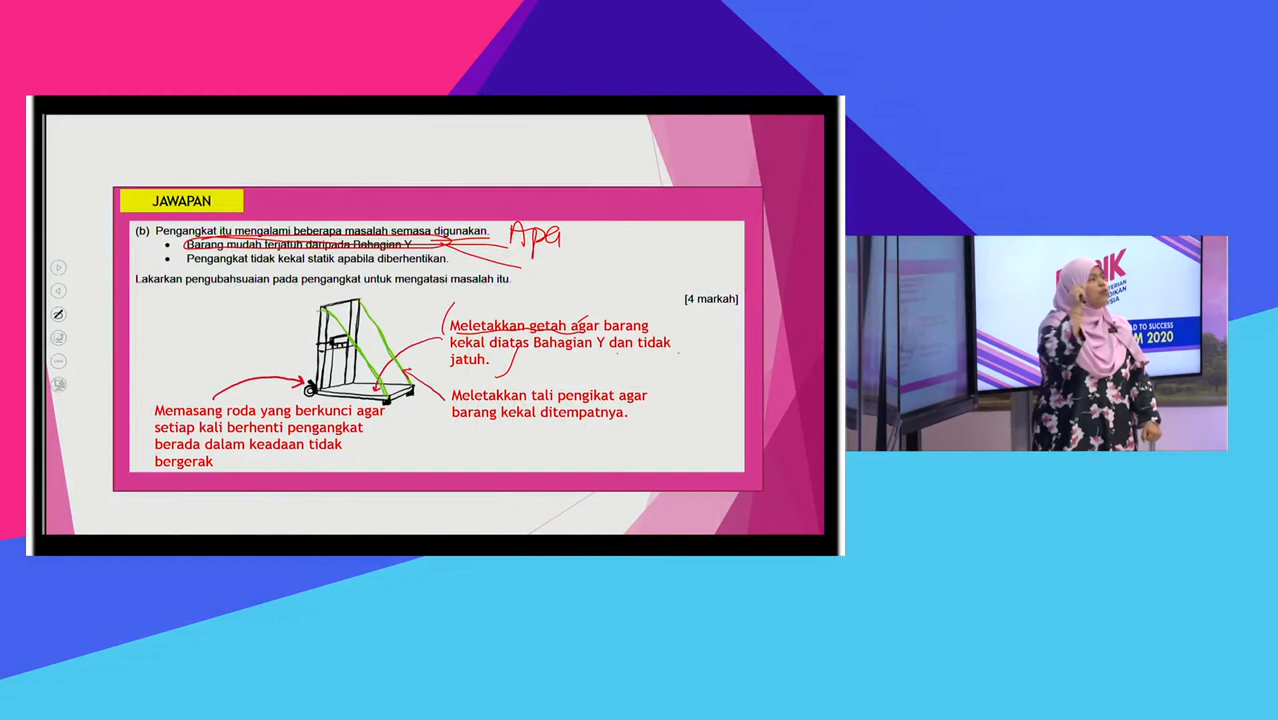 JAWAPAN
(b) Pengangkat itu mengalami beberapa masalah semasa digunakan.
Apa
• Barang mudah terjatuh daripada Bahagian Y
• Pengangkat tidak kekal statik apabila diberhentikan.
Lakarkan pengubahsuaian pada pengangkat untuk mengatasi masalah itu.
[4 markah]
Meletakkan getah agar barang
kekal diatas Bahagian Y dan tidak
jatuh.
Meletakkan tali pengikat agar
barang kekal ditempatnya.
Memasang roda yang berkunci agar
setiap kali berhenti pengangkat
berada dalam keadaan tidak
bergerak